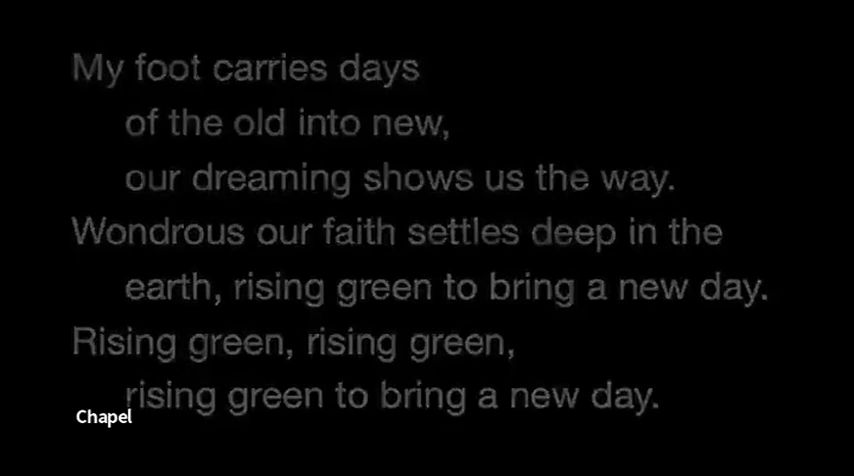 My foot carries days
of the old into new,
our dreaming shows us the way.
Wondrous our faith settles deep in the
earth, rising green to bring a new day.
Rising green, rising green,
rising green to bring a new day.
Chapel